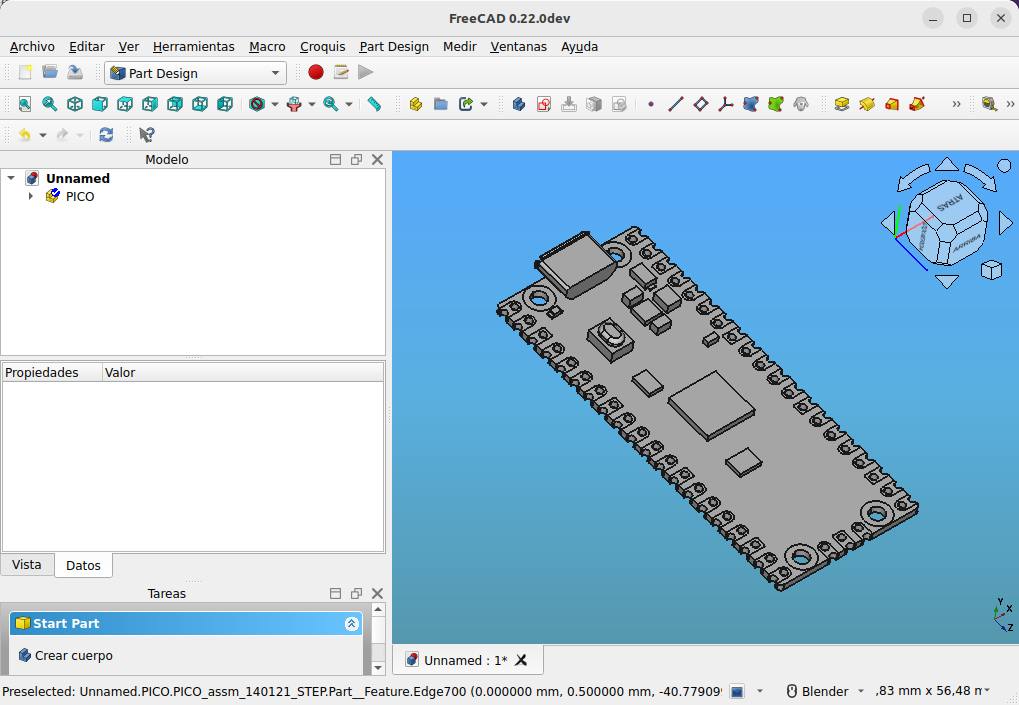 FreeCAD 0.22.0dev
Archivo Editar Ver Herramientas Macro Croquis Part Design Medir Ventanas Ayuda
Part Design
Modelo
Unnamed
PICO
Propiedades Valor
Vista Datos
Tareas
Start Part
Crear cuerpo
ATRAS
ARRIBA
Y
X
Z
Unnamed : 1*
Preselected: Unnamed.PICO.PICO_assm_140121_STEP.Part__Feature.Edge700 (0.000000 mm, 0.500000 mm, -40.77909 Blender ,83 mm x 56,48 m